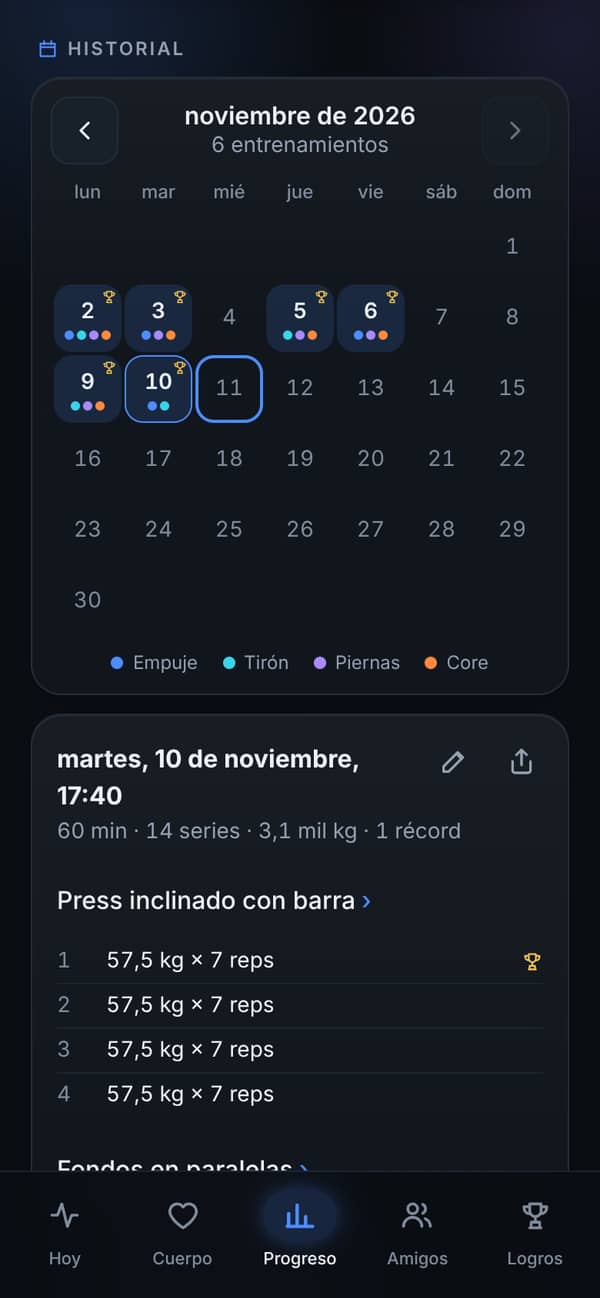 HISTORIAL
noviembre de 2026
6 entrenamientos
lun mar mié jue vie sáb dom
1
2 3 4 5 6 7 8
9 10 11 12 13 14 15
16 17 18 19 20 21 22
23 24 25 26 27 28 29
30
Empuje Tirón Piernas Core
martes, 10 de noviembre,
17:40
60 min · 14 series · 3,1 mil kg · 1 récord
Press inclinado con barra ›
1 57,5 kg × 7 reps
2 57,5 kg × 7 reps
3 57,5 kg × 7 reps
4 57,5 kg × 7 reps
Fondos en paralelas ›
Hoy Cuerpo Progreso Amigos Logros